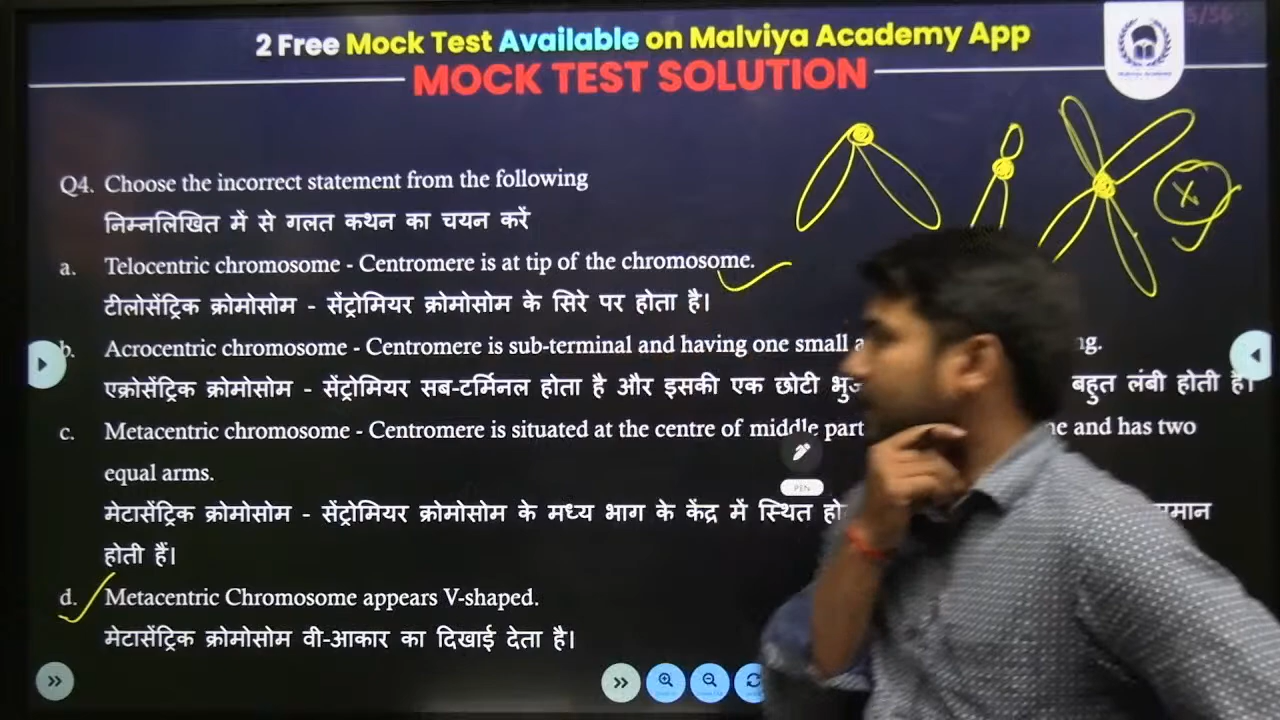 2 Free Mock Test Available on Malviya Academy App
MOCK TEST SOLUTION
Q4. Choose the incorrect statement from the following
निम्नलिखित में से गलत कथन का चयन करें
a. Telocentric chromosome - Centromere is at tip of the chromosome.
टीलोसेंट्रिक क्रोमोसोम - सेंट्रोमियर क्रोमोसोम के सिरे पर होता है।
b. Acrocentric chromosome - Centromere is sub-terminal and having one small
एक्रोसेंट्रिक क्रोमोसोम - सेंट्रोमियर सब-टर्मिनल होता है और इसकी एक छोटी बहुत लंबी होती है।
c. Metacentric chromosome - Centromere is situated at the centre of middle part and has two
equal arms.
मेटासेंट्रिक क्रोमोसोम - सेंट्रोमियर क्रोमोसोम के मध्य भाग के केंद्र में स्थित
होती हैं।
d. Metacentric Chromosome appears V-shaped.
मेटासेंट्रिक क्रोमोसोम वी-आकार का दिखाई देता है।
PEN